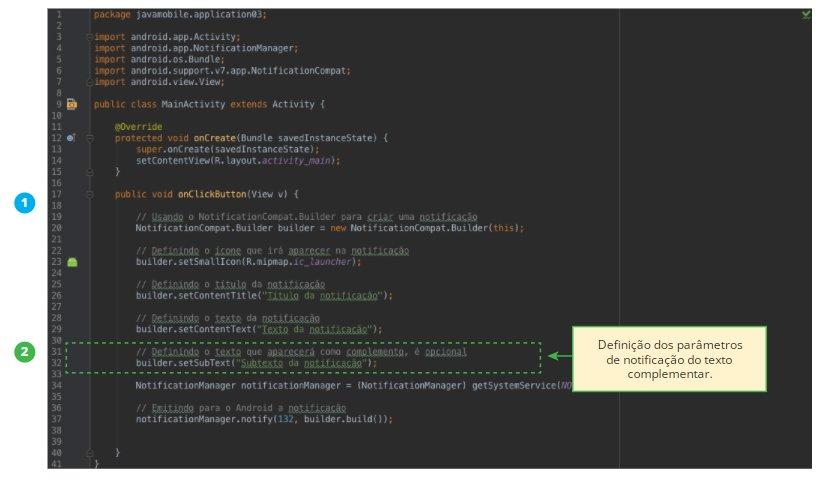 1 package javamobile.application03;
2
3 import android.app.Activity;
4 import android.app.NotificationManager;
5 import android.os.Bundle;
6 import android.support.v7.app.NotificationCompat;
7 import android.view.View;
8
9 public class MainActivity extends Activity {
10
11 @Override
12 protected void onCreate(Bundle savedInstanceState) {
13 super.onCreate(savedInstanceState);
14 setContentView(R.layout.activity_main);
15 }
16
1
17 public void onClickButton(View v) {
18
19 // Usando o NotificationCompat.Builder para criar uma notificação
20 NotificationCompat.Builder builder = new NotificationCompat.Builder(this);
21
22 // Definindo o ícone que irá aparecer na notificação
23 builder.setSmallIcon(R.mipmap.ic_launcher);
24
25 // Definindo o título da notificação
26 builder.setContentTitle("Título da notificação");
27
28 // Definindo o texto da notificação
29 builder.setContentText("Texto da notificação");
30
2
31 // Definindo o texto que aparecerá como complemento, é opcional
32 builder.setSubText("Subtexto da notificação");
33
Definição dos parâmetros
de notificação do texto
complementar.
34 NotificationManager notificationManager = (NotificationManager) getSystemService(NO
35
36 // Emitindo para o Android a notificação
37 notificationManager.notify(132, builder.build());
38
39
40 }
41 }